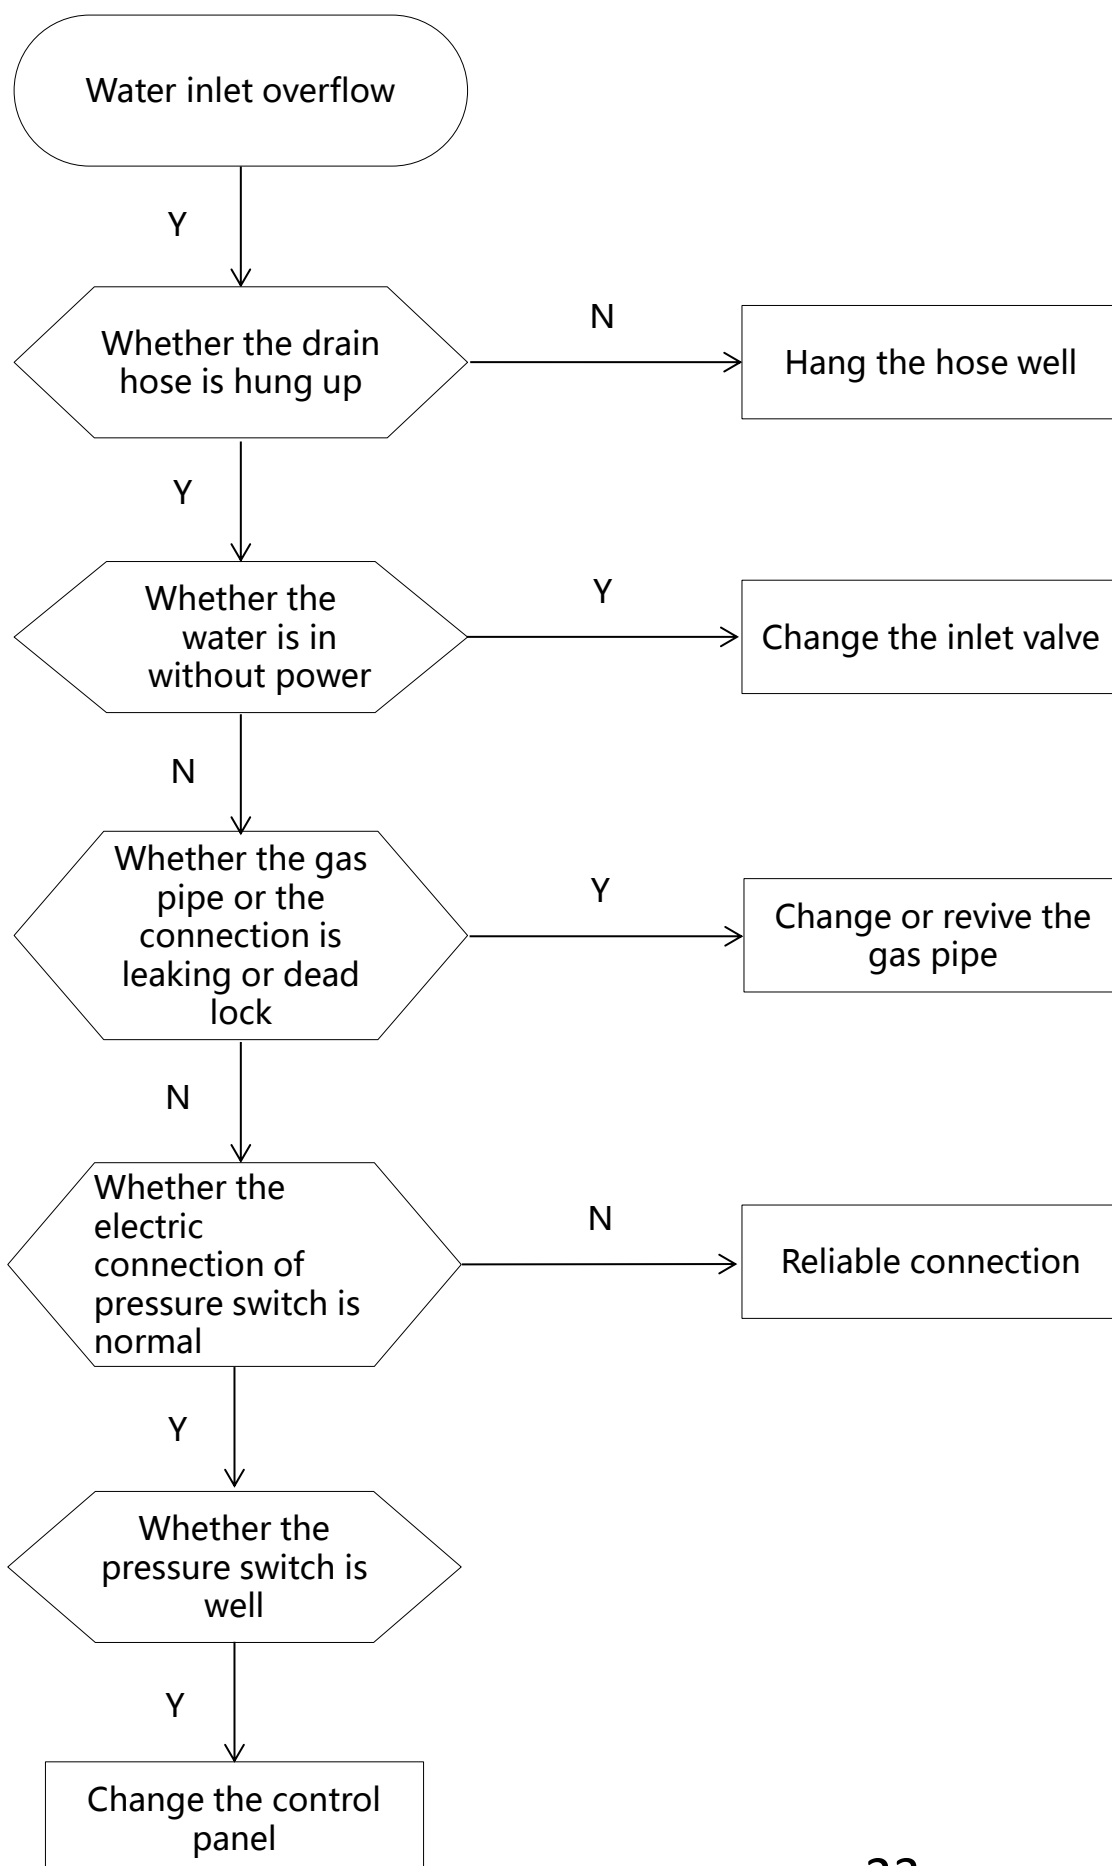 Water inlet overflow
Y
Whether the drain
hose is hung up
N
Hang the hose well
Y
Whether the
water is in
without power
Y
Change the inlet valve
N
Whether the gas
pipe or the
connection is
leaking or dead
lock
Y
Change or revive the
gas pipe
N
Whether the
electric
connection of
pressure switch is
normal
N
Reliable connection
Y
Whether the
pressure switch is
well
Y
Change the control
panel